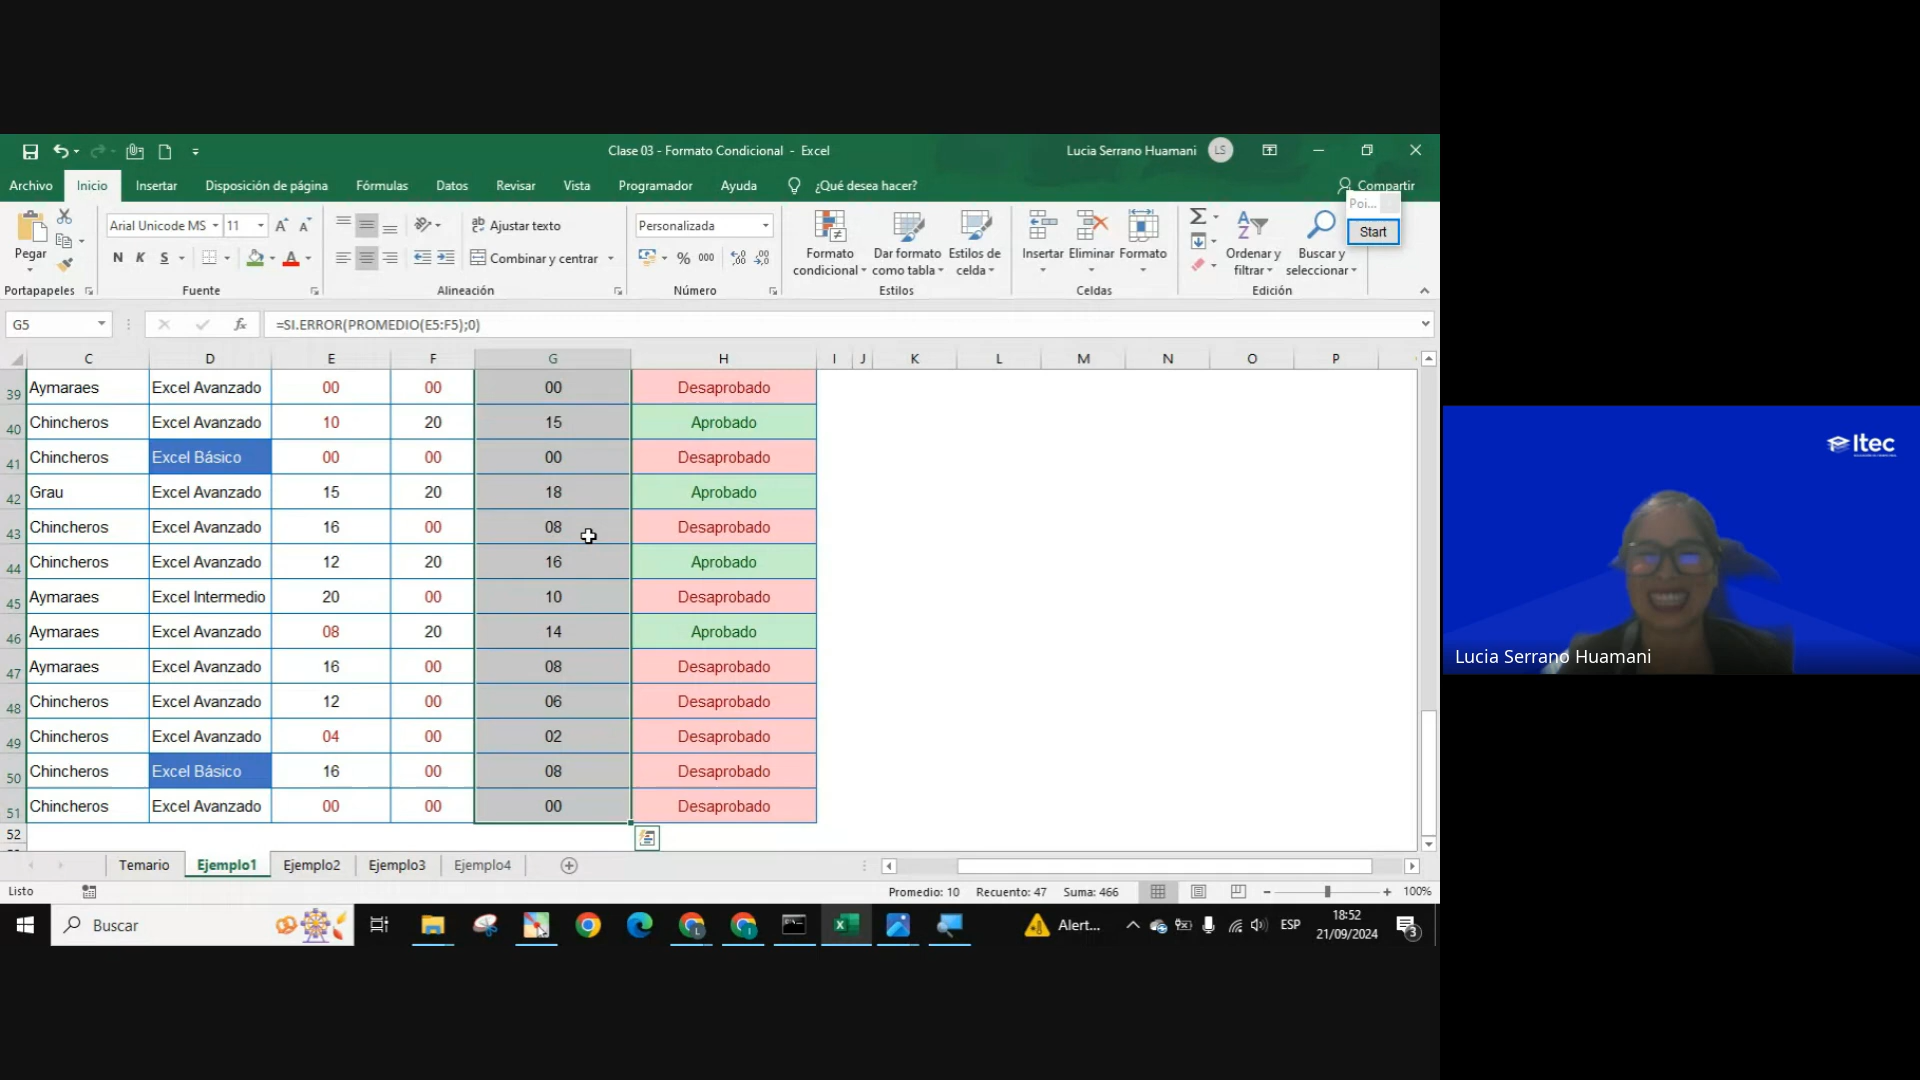 Clase 03 - Formato Condicional - Excel
Lucia Serrano Huamani LS
Archivo Inicio Insertar Disposición de página Fórmulas Datos Revisar Vista Programador Ayuda ¿Qué desea hacer? Compartir
Poi...
Start
Pegar
Arial Unicode MS 11
N K S
Ajustar texto
Combinar y centrar
Personalizada
% 000
Formato condicional
Dar formato como tabla
Estilos de celda
Insertar Eliminar Formato
Ordenar y filtrar
Buscar y seleccionar
Portapapeles Fuente Alineación Número Estilos Celdas Edición
G5 fx =SI.ERROR(PROMEDIO(E5:F5);0)
C D E F G H I J K L M N O P
39 Aymaraes Excel Avanzado 00 00 00 Desaprobado
40 Chincheros Excel Avanzado 10 20 15 Aprobado
41 Chincheros Excel Básico 00 00 00 Desaprobado
42 Grau Excel Avanzado 15 20 18 Aprobado
43 Chincheros Excel Avanzado 16 00 08 Desaprobado
44 Chincheros Excel Avanzado 12 20 16 Aprobado
45 Aymaraes Excel Intermedio 20 00 10 Desaprobado
46 Aymaraes Excel Avanzado 08 20 14 Aprobado
47 Aymaraes Excel Avanzado 16 00 08 Desaprobado
48 Chincheros Excel Avanzado 12 00 06 Desaprobado
49 Chincheros Excel Avanzado 04 00 02 Desaprobado
50 Chincheros Excel Básico 16 00 08 Desaprobado
51 Chincheros Excel Avanzado 00 00 00 Desaprobado
52
Temario Ejemplo1 Ejemplo2 Ejemplo3 Ejemplo4
Listo Promedio: 10 Recuento: 47 Suma: 466 100%
Buscar Alert... ESP 18:52
21/09/2024 3
Itec
Lucia Serrano Huamani